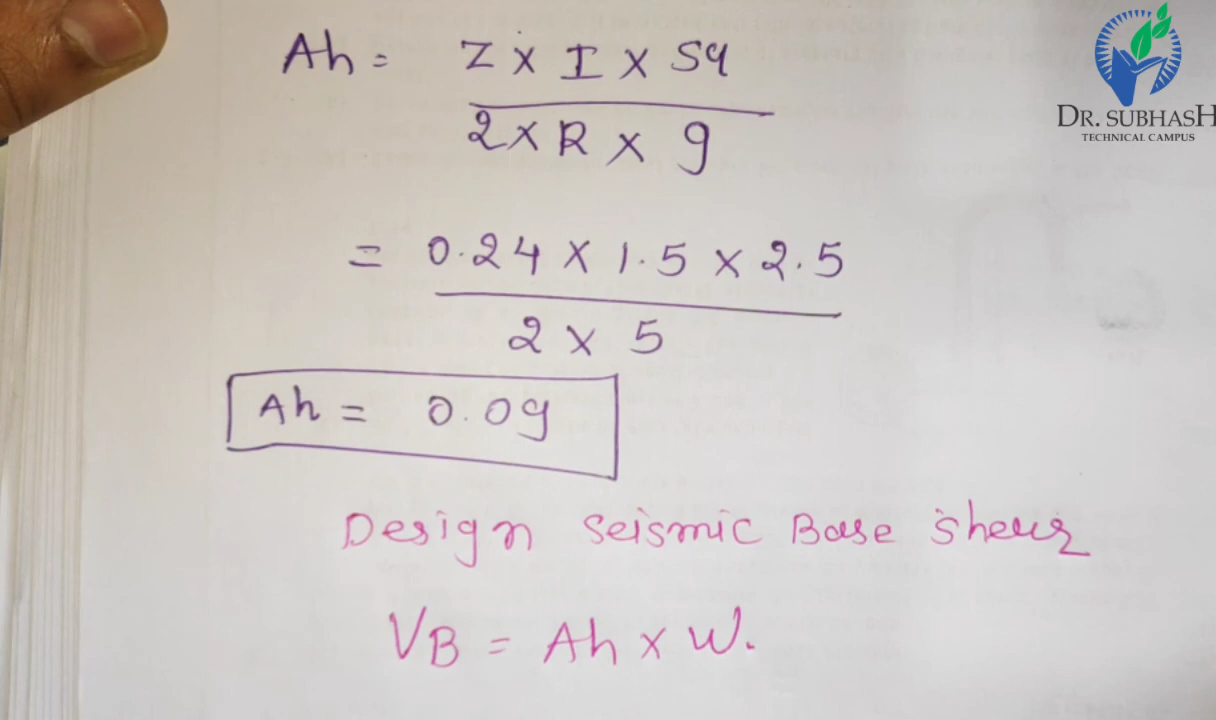 Ah = Z x I x Sa
2 x R x g
= 0.24 x 1.5 x 2.5
2 x 5
Ah = 0.09
Design Seismic Base Shear
VB = Ah x W.
DR. SUBHASH
TECHNICAL CAMPUS